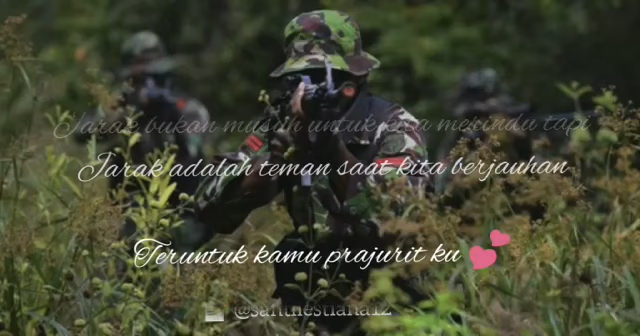 Jarak bukan musuh untuk kita merindu tapi
Jarak adalah teman saat kita berjauhan
Teruntuk kamu prajurit ku 💕